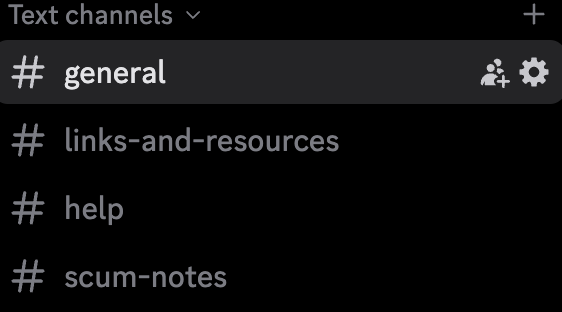 Text channels
# general
# links-and-resources
# help
# scum-notes